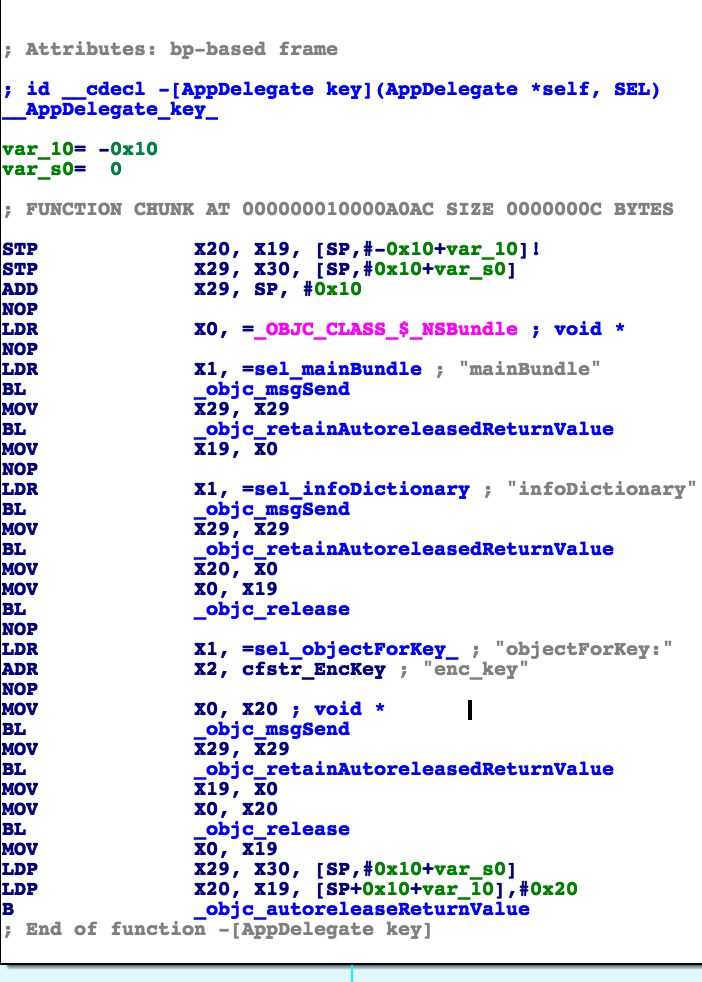 ; Attributes: bp-based frame
; id __cdecl -[AppDelegate key](AppDelegate *self, SEL)
__AppDelegate_key_
var_10= -0x10
var_s0= 0
; FUNCTION CHUNK AT 000000010000A0AC SIZE 0000000C BYTES
STP X20, X19, [SP,#-0x10+var_10]!
STP X29, X30, [SP,#0x10+var_s0]
ADD X29, SP, #0x10
NOP
LDR X0, =_OBJC_CLASS_$_NSBundle ; void *
NOP
LDR X1, =sel_mainBundle ; "mainBundle"
BL _objc_msgSend
MOV X29, X29
BL _objc_retainAutoreleasedReturnValue
MOV X19, X0
NOP
LDR X1, =sel_infoDictionary ; "infoDictionary"
BL _objc_msgSend
MOV X29, X29
BL _objc_retainAutoreleasedReturnValue
MOV X20, X0
MOV X0, X19
BL _objc_release
NOP
LDR X1, =sel_objectForKey_ ; "objectForKey:"
ADR X2, cfstr_EncKey ; "enc_key"
NOP
MOV X0, X20 ; void *
BL _objc_msgSend
MOV X29, X29
BL _objc_retainAutoreleasedReturnValue
MOV X19, X0
MOV X0, X20
BL _objc_release
MOV X0, X19
LDP X29, X30, [SP,#0x10+var_s0]
LDP X20, X19, [SP+0x10+var_10],#0x20
B _objc_autoreleaseReturnValue
; End of function -[AppDelegate key]